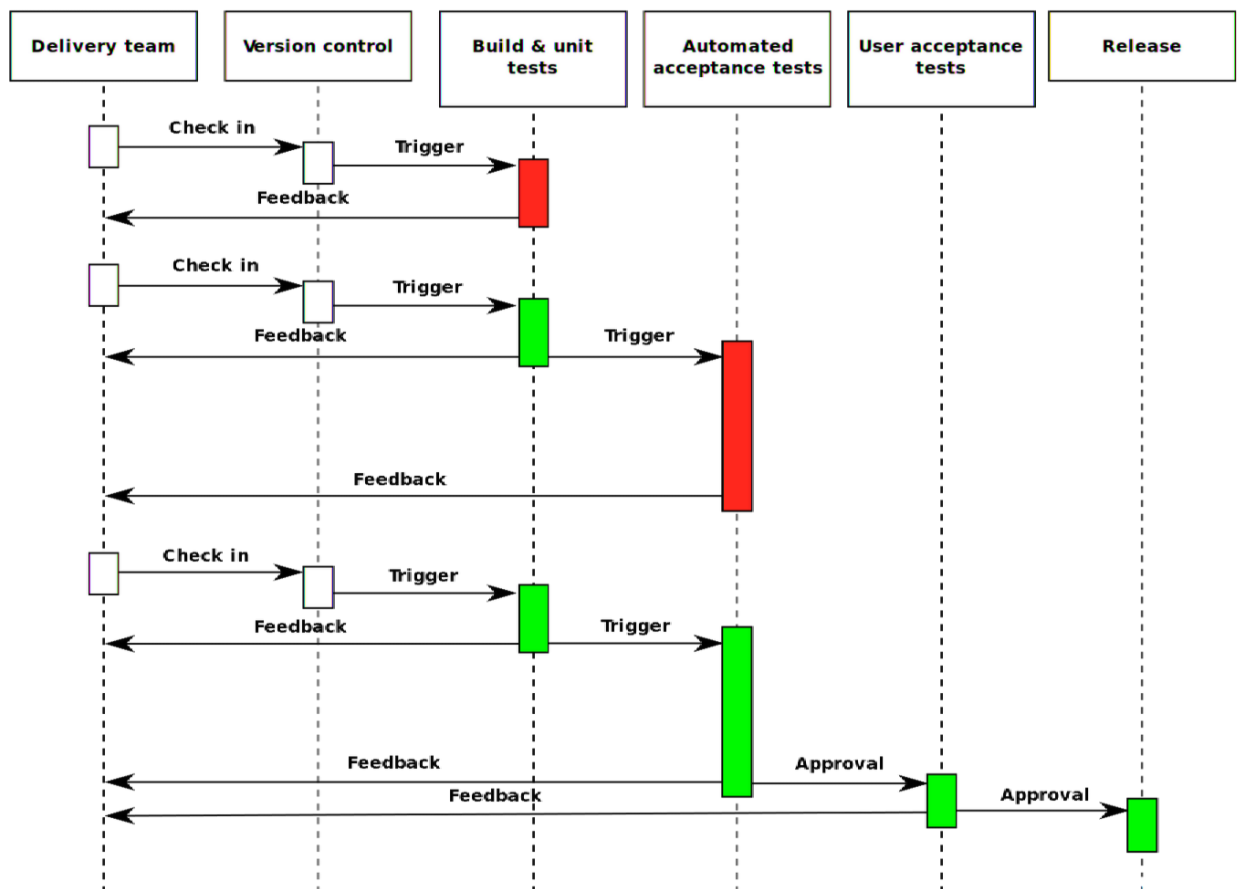 Delivery team
Version control
Build & unit
tests
Automated
acceptance tests
User acceptance
tests
Release
Check in
Trigger
Feedback
Check in
Trigger
Feedback
Trigger
Feedback
Check in
Trigger
Feedback
Trigger
Feedback
Approval
Feedback
Approval